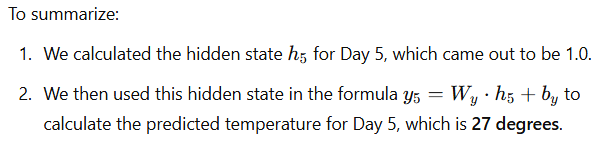 To summarize:
1. We calculated the hidden state h₅ for Day 5, which came out to be 1.0.
2. We then used this hidden state in the formula y₅ = W_y · h₅ + b_y to
calculate the predicted temperature for Day 5, which is 27 degrees.